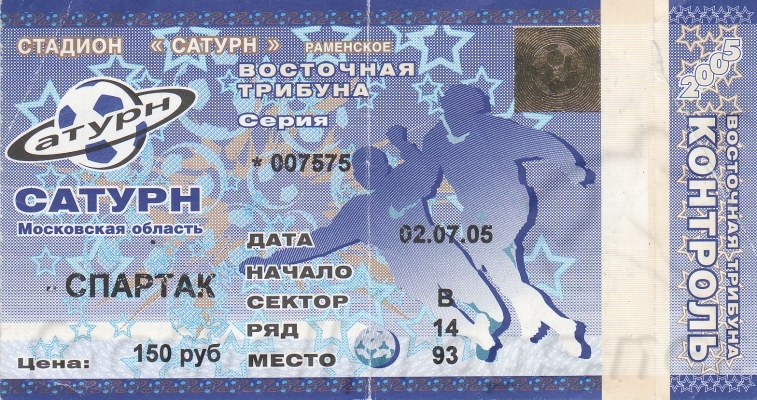 СТАДИОН « САТУРН » РАМЕНСКОЕ
ВОСТОЧНАЯ
ТРИБУНА
Серия
* 007575
Сатурн
САТУРН
Московская область
СПАРТАК
Цена: 150 руб
ДАТА 02.07.05
НАЧАЛО
СЕКТОР В
РЯД 14
МЕСТО 93
2005
ВОСТОЧНАЯ ТРИБУНА
КОНТРОЛЬ